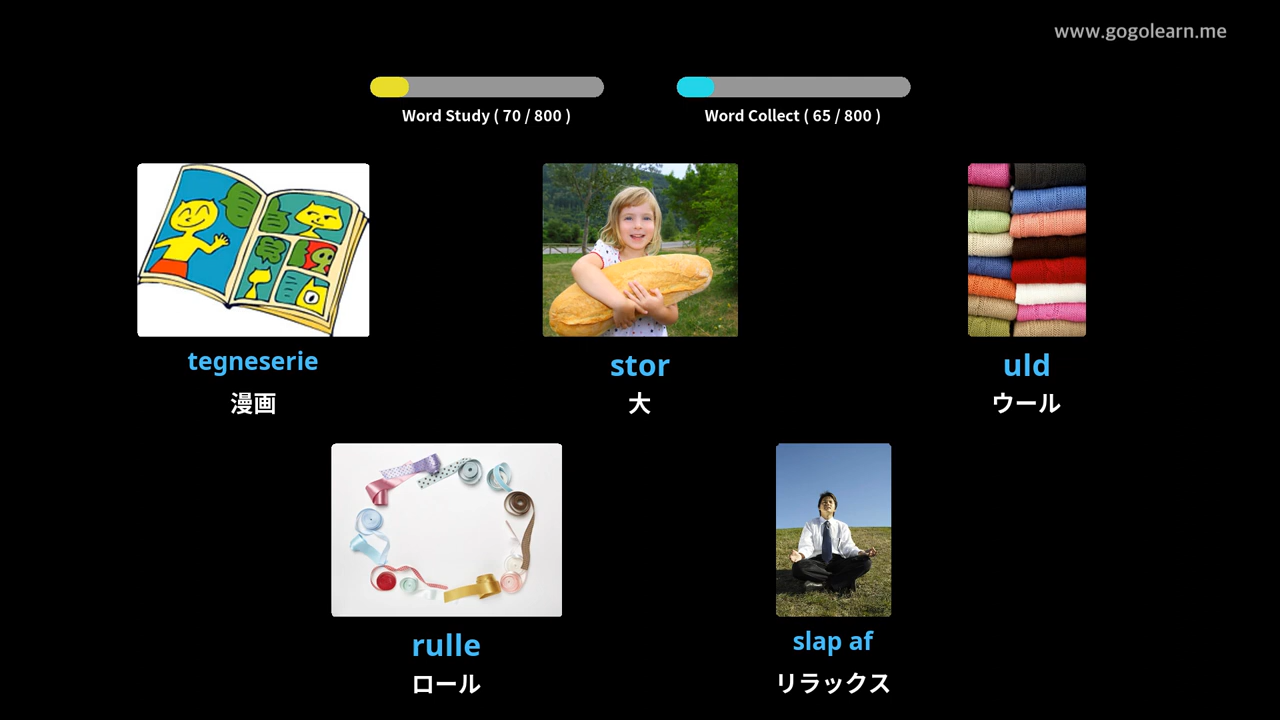 www.gogolearn.me
Word Study ( 70 / 800 )
Word Collect ( 65 / 800 )
tegneserie
漫画
stor
大
uld
ウール
rulle
ロール
slap af
リラックス